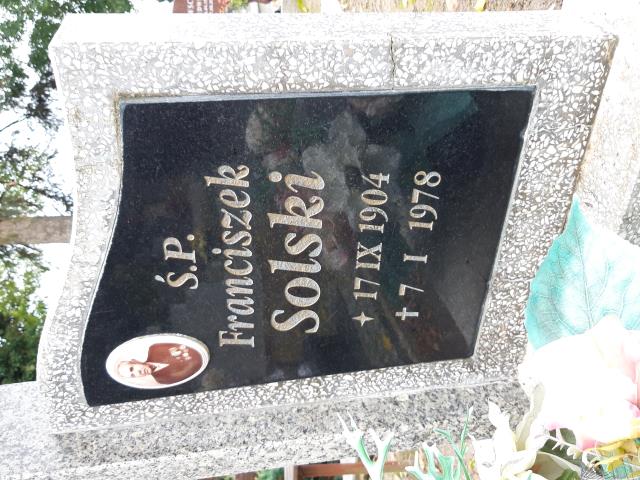 Ś.P.
Franciszek
Solski
17 IX 1904
7 I 1978